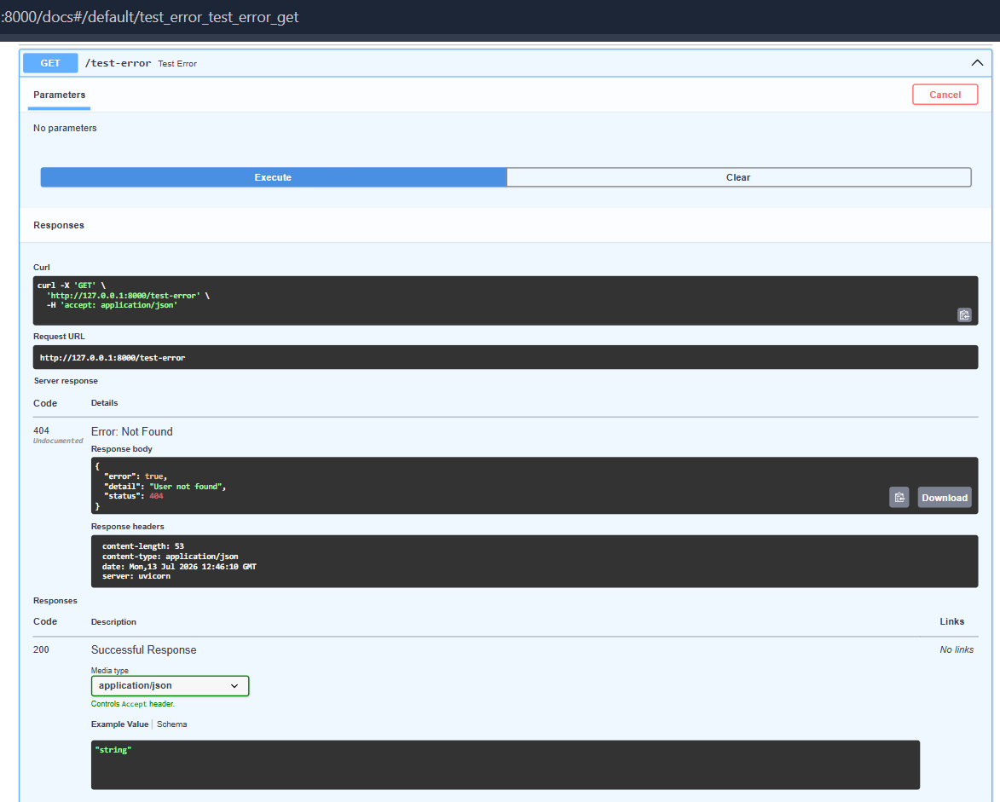 :8000/docs#/default/test_error_test_error_get
GET /test-error Test Error
Parameters
Cancel
No parameters
Execute
Clear
Responses
Curl
curl -X 'GET' \
  'http://127.0.0.1:8000/test-error' \
  -H 'accept: application/json'
Request URL
http://127.0.0.1:8000/test-error
Server response
Code Details
404 Error: Not Found
Undocumented
Response body
{
  "error": true,
  "detail": "User not found",
  "status": 404
}
Download
Response headers
content-length: 53
content-type: application/json
date: Mon,13 Jul 2026 12:46:10 GMT
server: uvicorn
Responses
Code Description Links
200 Successful Response No links
Media type
application/json
Controls Accept header.
Example Value Schema
"string"